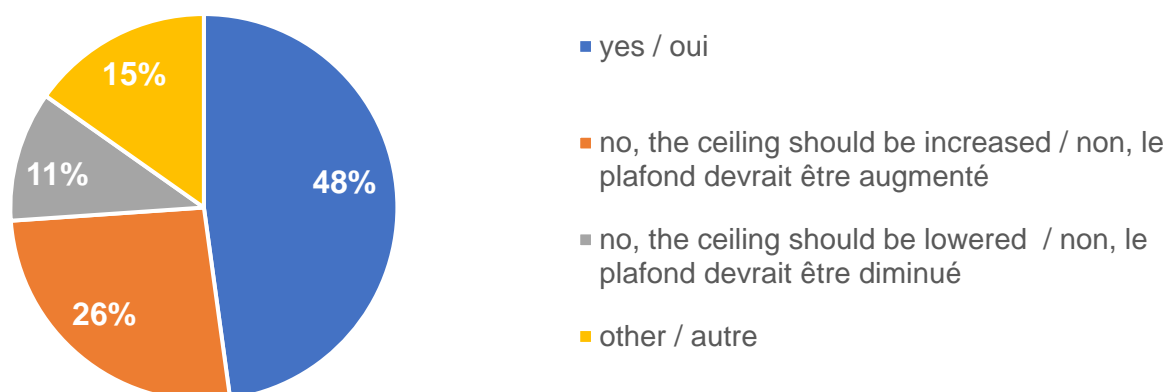 15%
48%
11%
26%
yes / oui
no, the ceiling should be increased / non, le
plafond devrait être augmenté
no, the ceiling should be lowered / non, le
plafond devrait être diminué
other / autre